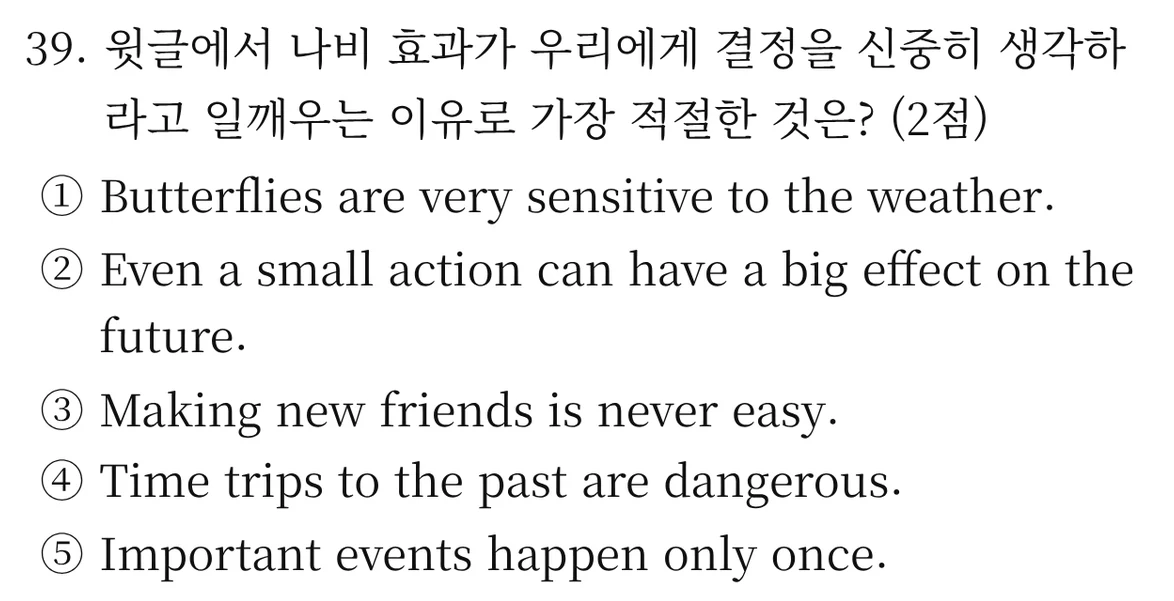 39. 윗글에서 나비 효과가 우리에게 결정을 신중히 생각하
라고 일깨우는 이유로 가장 적절한 것은? (2점)
① Butterflies are very sensitive to the weather.
② Even a small action can have a big effect on the
future.
③ Making new friends is never easy.
④ Time trips to the past are dangerous.
⑤ Important events happen only once.